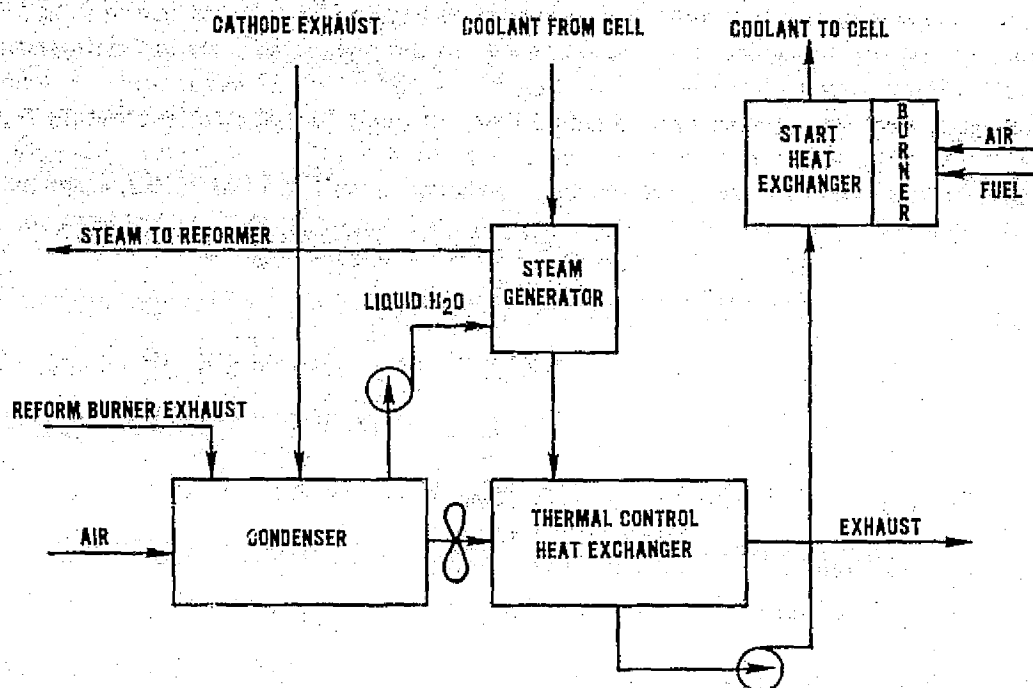 CATHODE EXHAUST
COOLANT FROM CELL
COOLANT TO CELL
START
HEAT
EXCHANGER
BURNER
AIR
FUEL
STEAM TO REFORMER
STEAM
GENERATOR
LIQUID H2O
REFORM BURNER EXHAUST
AIR
CONDENSER
THERMAL CONTROL
HEAT EXCHANGER
EXHAUST